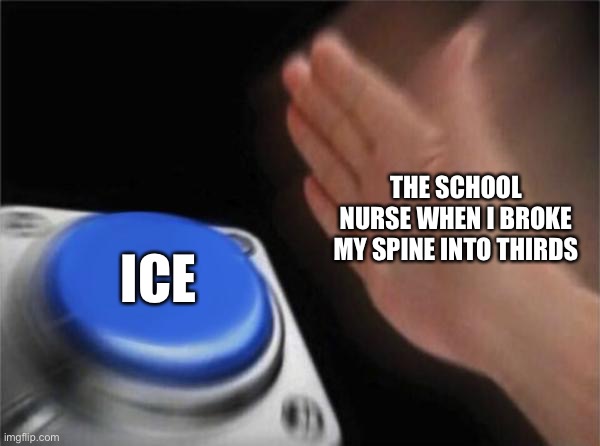 THE SCHOOL
NURSE WHEN I BROKE
MY SPINE INTO THIRDS
ICE
imgflip.com